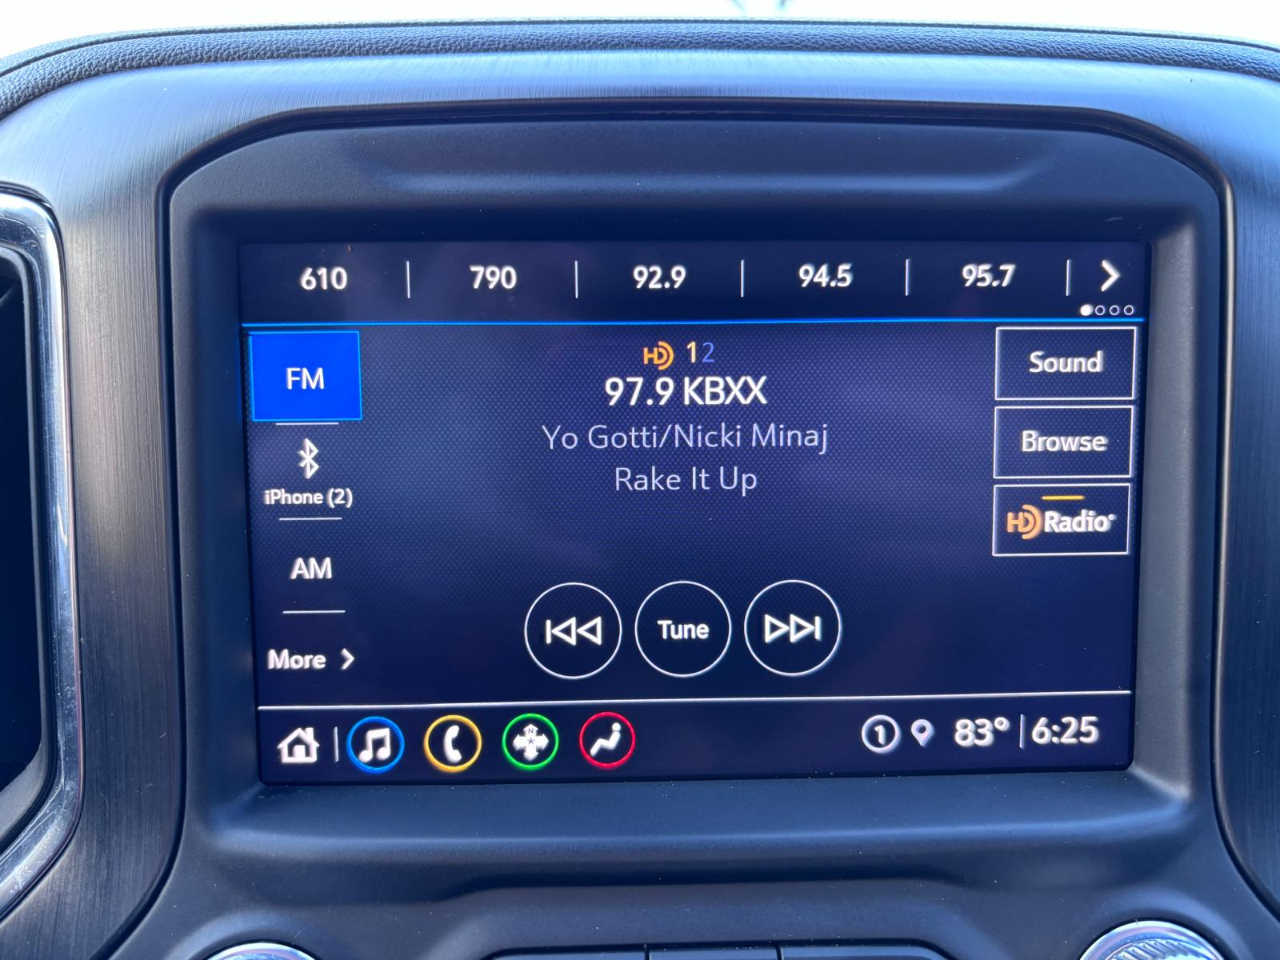 610 790 92.9 94.5 95.7
HD 12
97.9 KBXX
Yo Gotti/Nicki Minaj
Rake It Up
FM
iPhone (2)
AM
More
Sound
Browse
HD Radio
Tune
1 83° 6:25